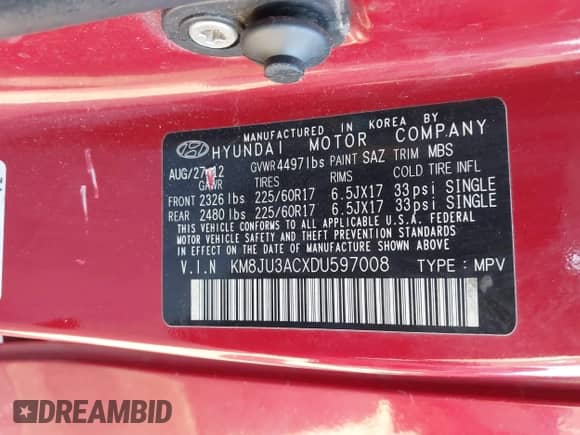 MANUFACTURED IN KOREA BY
HYUNDAI MOTOR COMPANY
AUG/27/12 GVWR 4497lbs PAINT SAZ TRIM MBS
GAWR TIRES RIMS COLD TIRE INFL
FRONT 2326 lbs 225/60R17 6.5JX17 33psi SINGLE
REAR 2480 lbs 225/60R17 6.5JX17 33psi SINGLE
THIS VEHICLE CONFORMS TO ALL APPLICABLE U.S.A. FEDERAL
MOTOR VEHICLE SAFETY AND THEFT PREVENTION STANDARDS
IN EFFECT ON THE DATE OF MANUFACTURE SHOWN ABOVE
V.I.N KM8JU3ACXDU597008 TYPE : MPV
DREAMBID